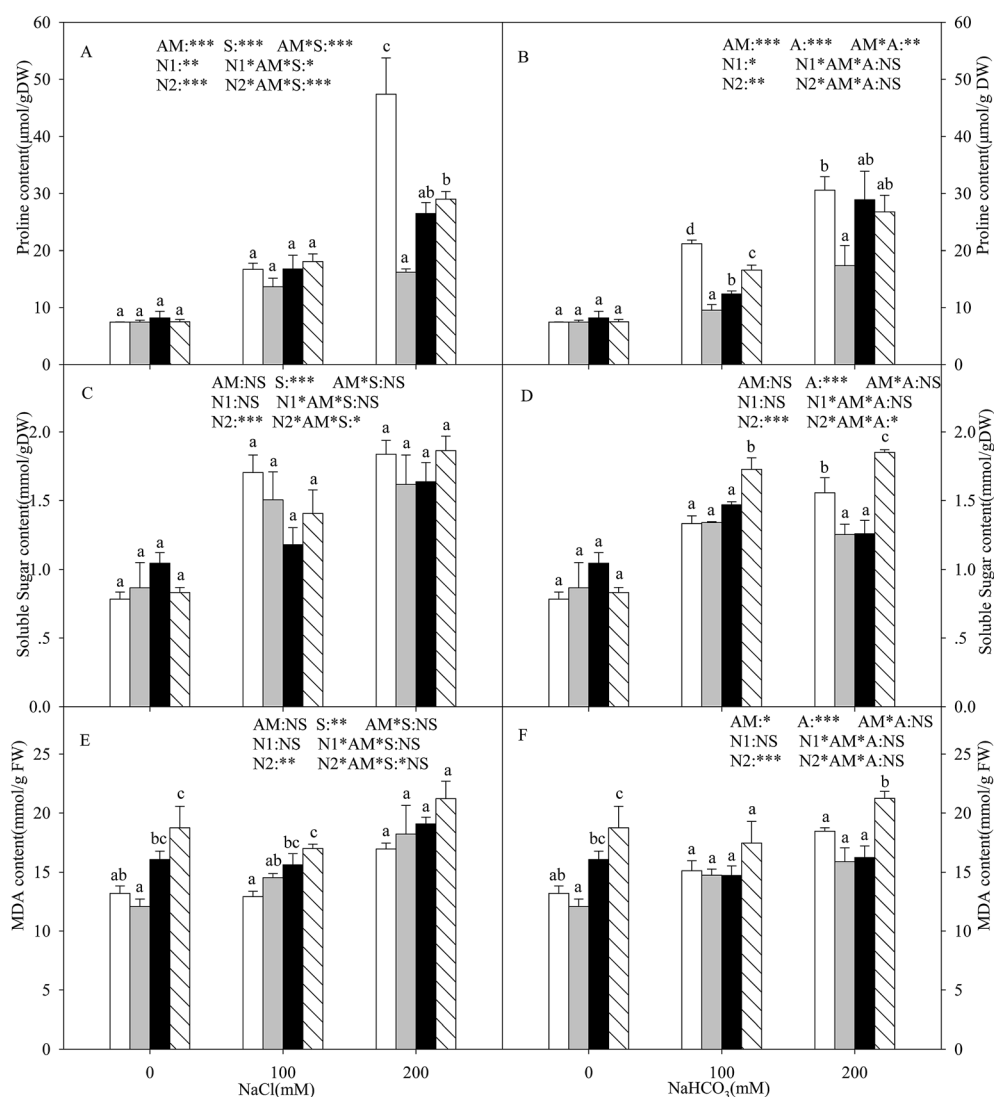 A
AM:*** S:*** AM*S:***
N1:** N1*AM*S:*
N2:*** N2*AM*S:***
60
50
40
30
20
10
0
Proline content(μmol/gDW)
a a a a
a a a a
c a ab b
B
AM:*** A:*** AM*A:**
N1:* N1*AM*A:NS
N2:** N2*AM*A:NS
60
50
40
30
20
10
0
Proline content(μmol/g DW)
a a a a
d a b c
b a ab ab
C
AM:NS S:*** AM*S:NS
N1:NS N1*AM*S:NS
N2:*** N2*AM*S:*
2.0
1.5
1.0
.5
0.0
Soluble Sugar content(mmol/gDW)
a a a a
a a a a
a a a a
D
AM:NS A:*** AM*A:NS
N1:NS N1*AM*A:NS
N2:*** N2*AM*A:*
2.0
1.5
1.0
.5
0.0
Soluble Sugar content(mmol/gDW)
a a a a
a a a b
b a a c
E
AM:NS S:** AM*S:NS
N1:NS N1*AM*S:NS
N2:** N2*AM*S:*NS
25
20
15
10
5
0
MDA content(mmol/g FW)
ab a bc c
a ab bc c
a a a a
0 100 200
NaCl(mM)
F
AM:* A:*** AM*A:NS
N1:NS N1*AM*A:NS
N2:*** N2*AM*A:NS
25
20
15
10
5
0
MDA content(mmol/g FW)
ab a bc c
a a a a
a a a b
0 100 200
NaHCO₃(mM)